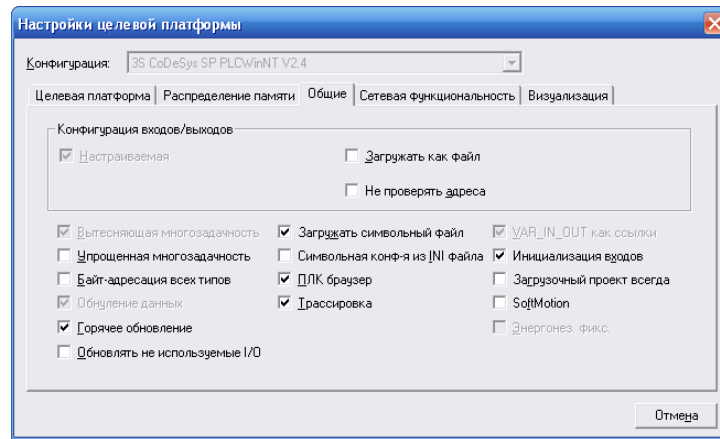 Настройки целевой платформы
Конфигурация: 3S CoDeSys SP PLCWinNT V2.4
Целевая платформа Распределение памяти Общие Сетевая функциональность Визуализация
Конфигурация входов/выходов
Настраиваемая Загружать как файл
Не проверять адреса
Вытесняющая многозадачность Загружать символьный файл VAR_IN_OUT как ссылки
Упрощенная многозадачность Символьная конф-я из INI файла Инициализация входов
Байт-адресация всех типов ПЛК браузер Загрузочный проект всегда
Обнуление данных Трассировка SoftMotion
Горячее обновление Энергонез. фикс.
Обновлять не используемые I/O
Отмена